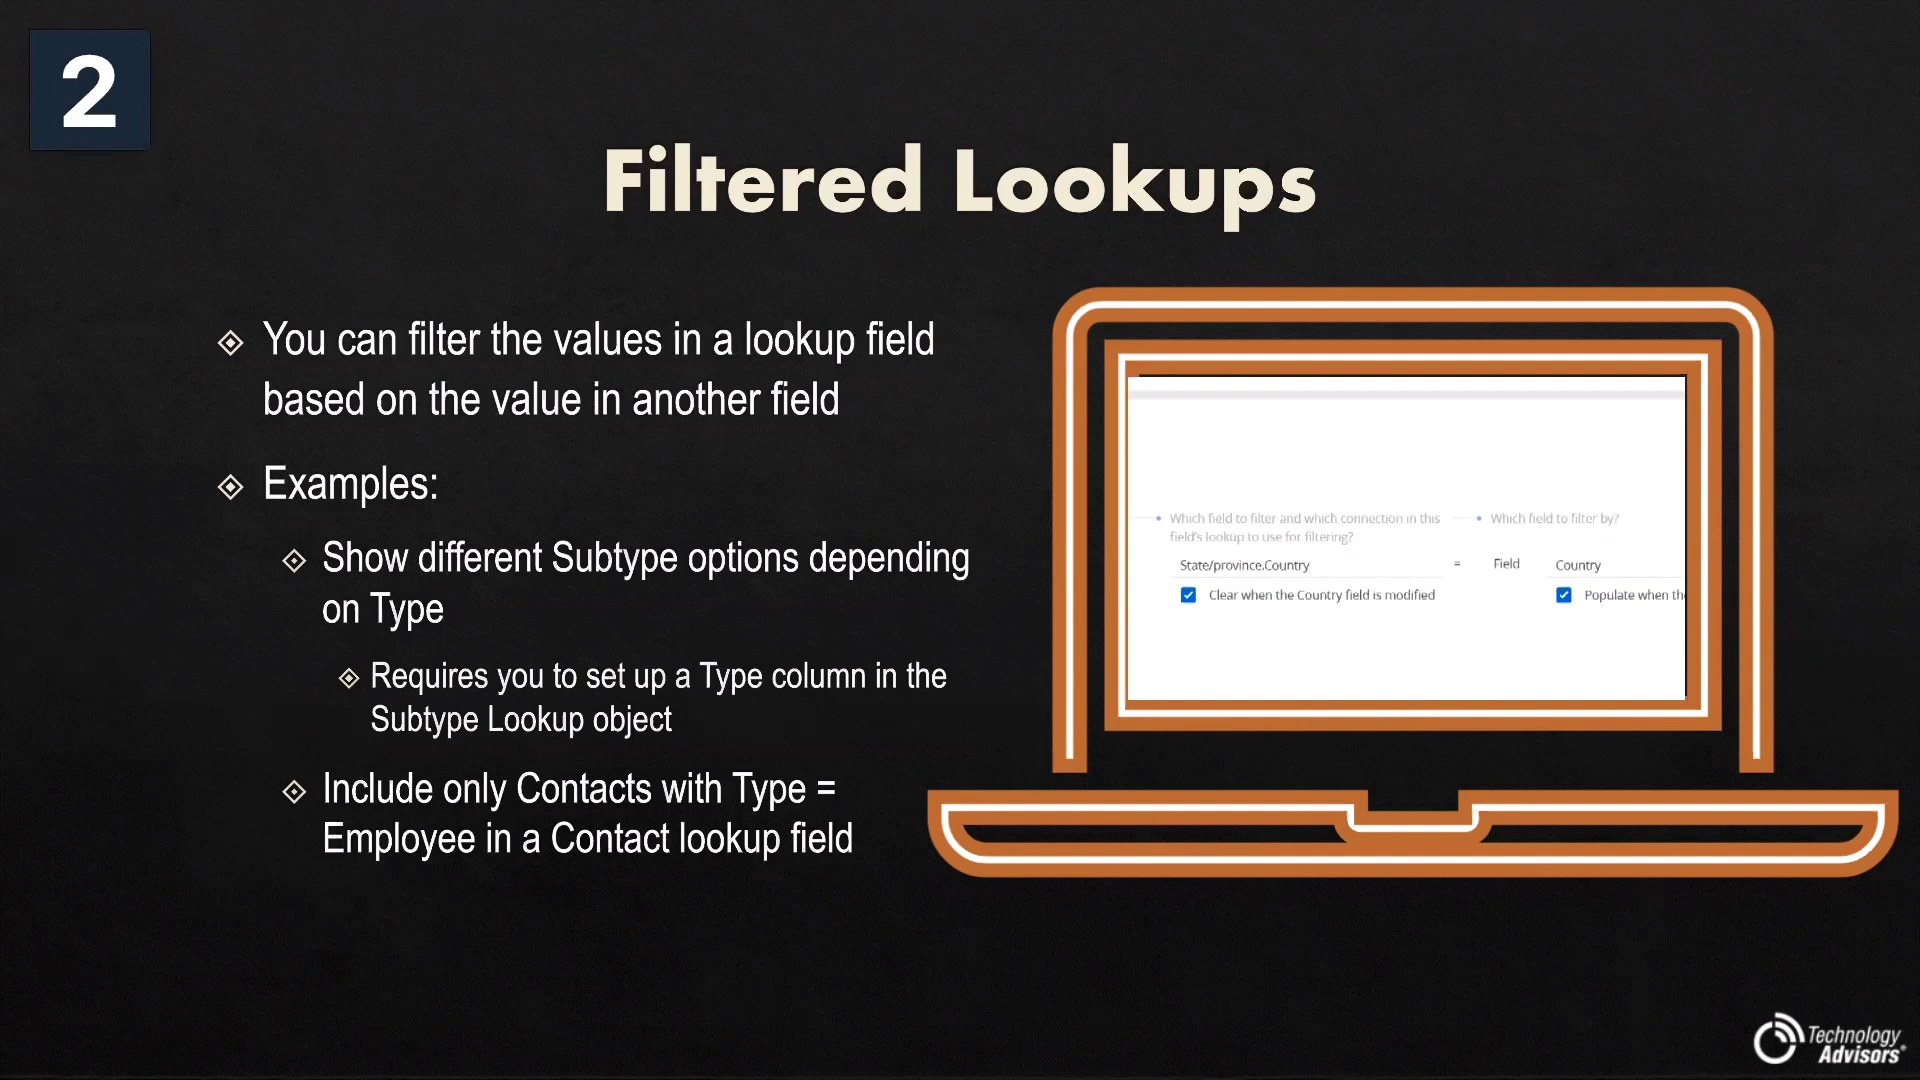 2
Filtered Lookups
You can filter the values in a lookup field
based on the value in another field
Examples:
Show different Subtype options depending
on Type
Requires you to set up a Type column in the
Subtype Lookup object
Include only Contacts with Type =
Employee in a Contact lookup field
Which field to filter and which connection in this
field's lookup to use for filtering?
State/province.Country
Clear when the Country field is modified
=
Field
Which field to filter by?
Country
Populate when the
Technology
Advisors®